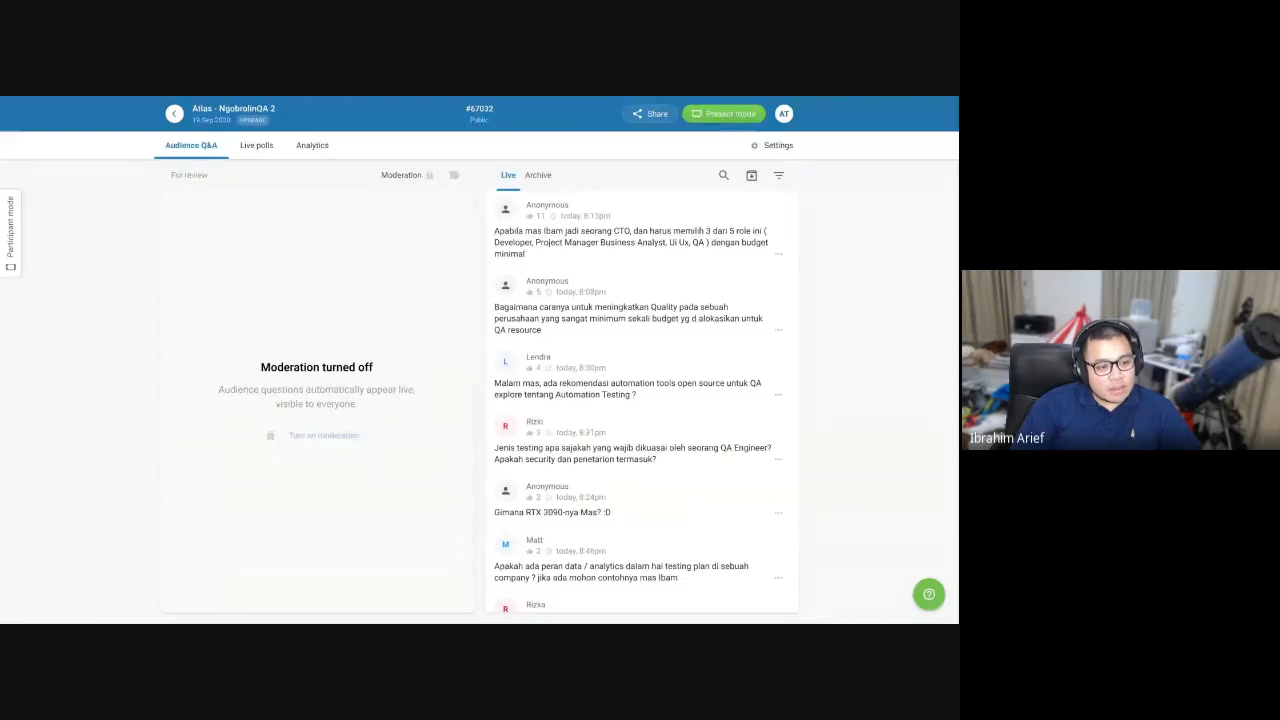 Atlas - NgobrolinQA 2
19 Sep 2020 UPGRADE
#67032
Public
Share
Present mode
AT
Audience Q&A
Live polls
Analytics
Settings
Participant mode
For review
Moderation
Moderation turned off
Audience questions automatically appear live,
visible to everyone.
Turn on moderation
Live
Archive
Anonymous
11 today, 8:13pm
Apabila mas Ibam jadi seorang CTO, dan harus memilih 3 dari 5 role ini (
Developer, Project Manager Business Analyst, Ui Ux, QA ) dengan budget
minimal
Anonymous
5 today, 8:08pm
Bagaimana caranya untuk meningkatkan Quality pada sebuah
perusahaan yang sangat minimum sekali budget yg d alokasikan untuk
QA resource
L
Lendra
4 today, 8:30pm
Malam mas, ada rekomendasi automation tools open source untuk QA
explore tentang Automation Testing ?
R
Rizki
3 today, 8:31pm
Jenis testing apa sajakah yang wajib dikuasai oleh seorang QA Engineer?
Apakah security dan penetarion termasuk?
Anonymous
2 today, 8:24pm
Gimana RTX 3090-nya Mas? :D
M
Matt
2 today, 8:46pm
Apakah ada peran data / analytics dalam hal testing plan di sebuah
company ? jika ada mohon contohnya mas Ibam
R
Rizka
Ibrahim Arief